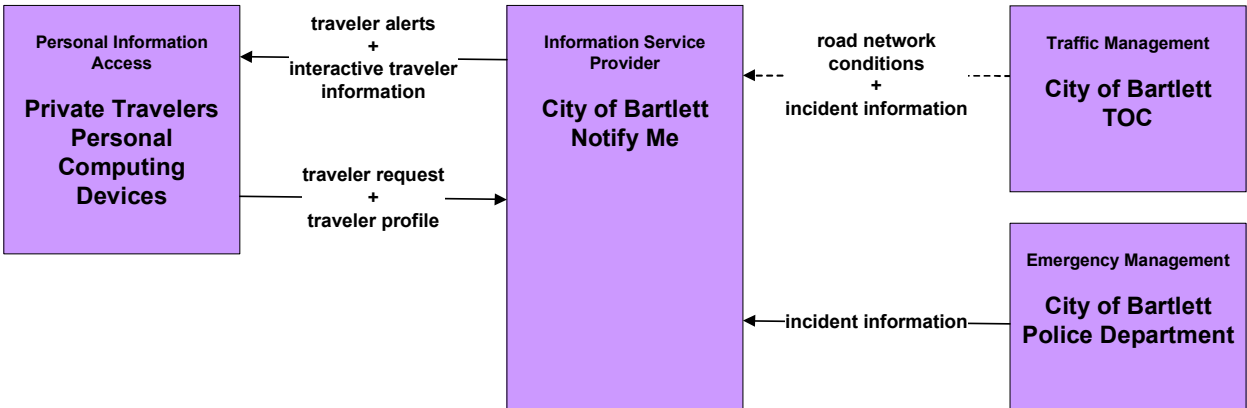 Personal Information
Access
Private Travelers
Personal
Computing
Devices
traveler alerts
+
interactive traveler
information
traveler request
+
traveler profile
Information Service
Provider
City of Bartlett
Notify Me
road network
conditions
+
incident information
incident information
Traffic Management
City of Bartlett
TOC
Emergency Management
City of Bartlett
Police Department